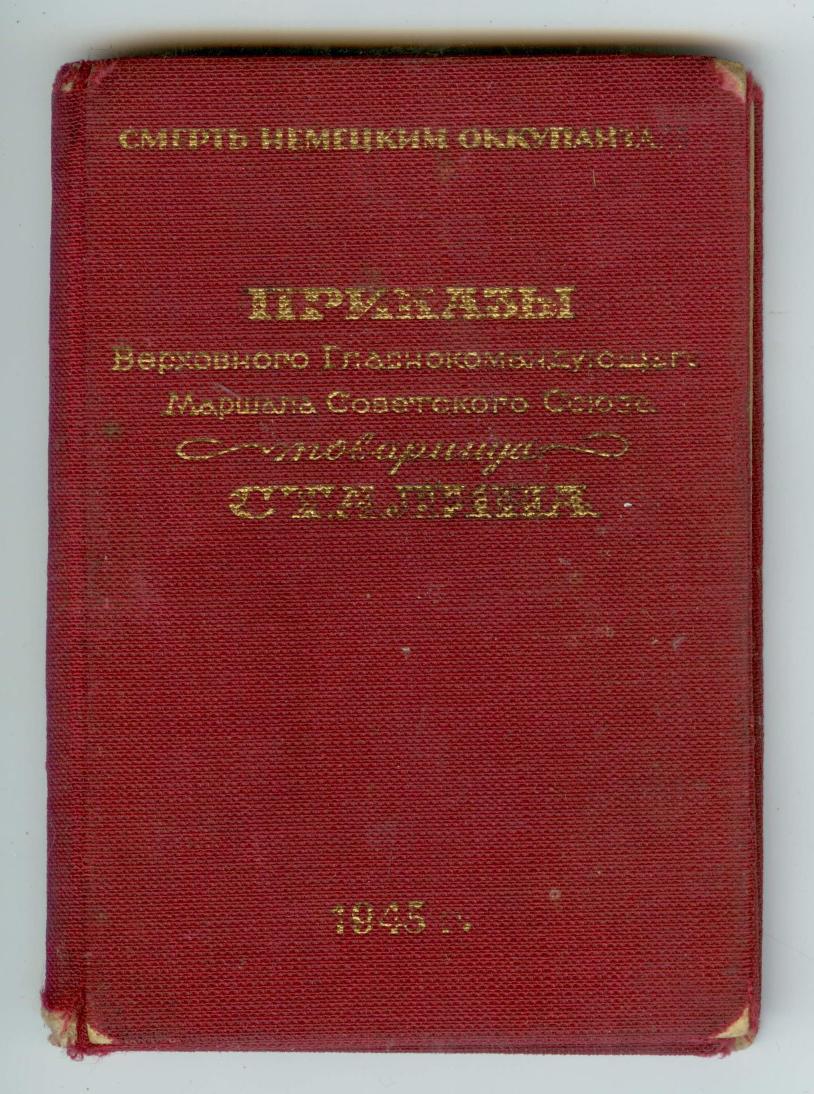 СМЕРТЬ НЕМЕЦКИМ ОККУПАНТАМ
ПРИКАЗЫ
Верховного Главнокомандующего
Маршала Советского Союза
товарища
СТАЛИНА
1945 г.